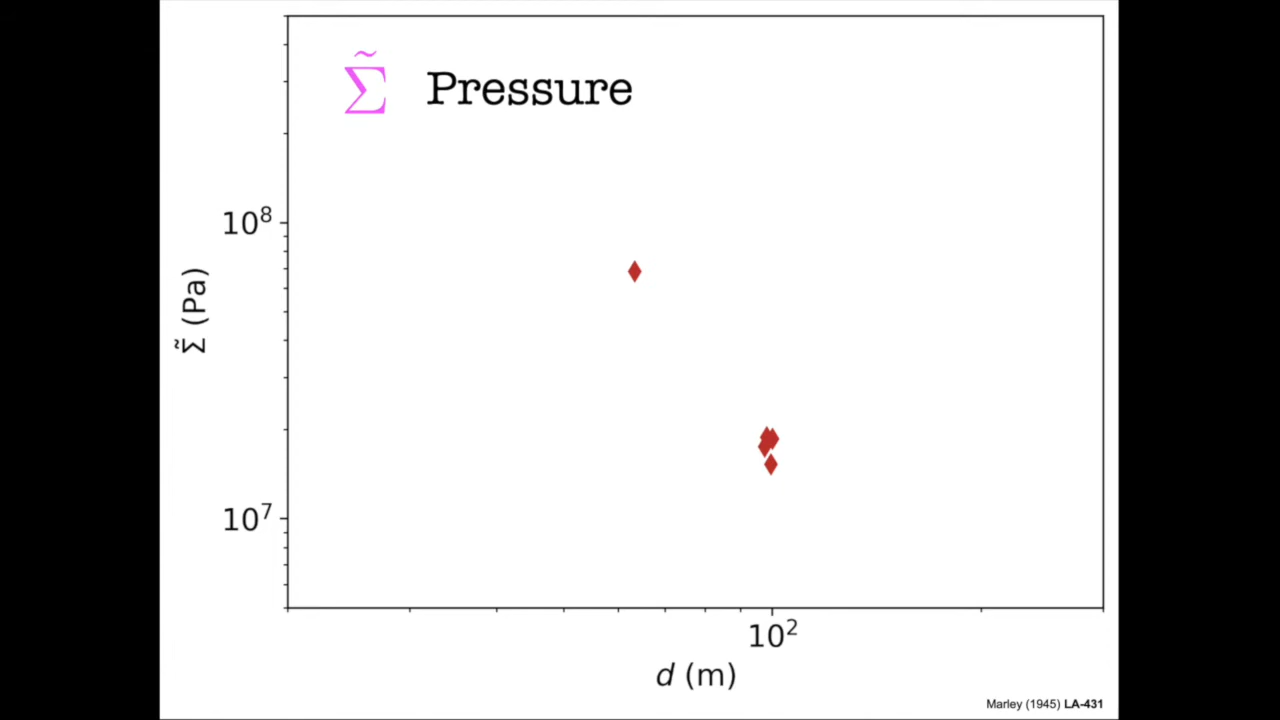 Σ̃ Pressure
10⁸
Σ̃ (Pa)
10⁷
10²
d (m)
Marley (1945) LA-431